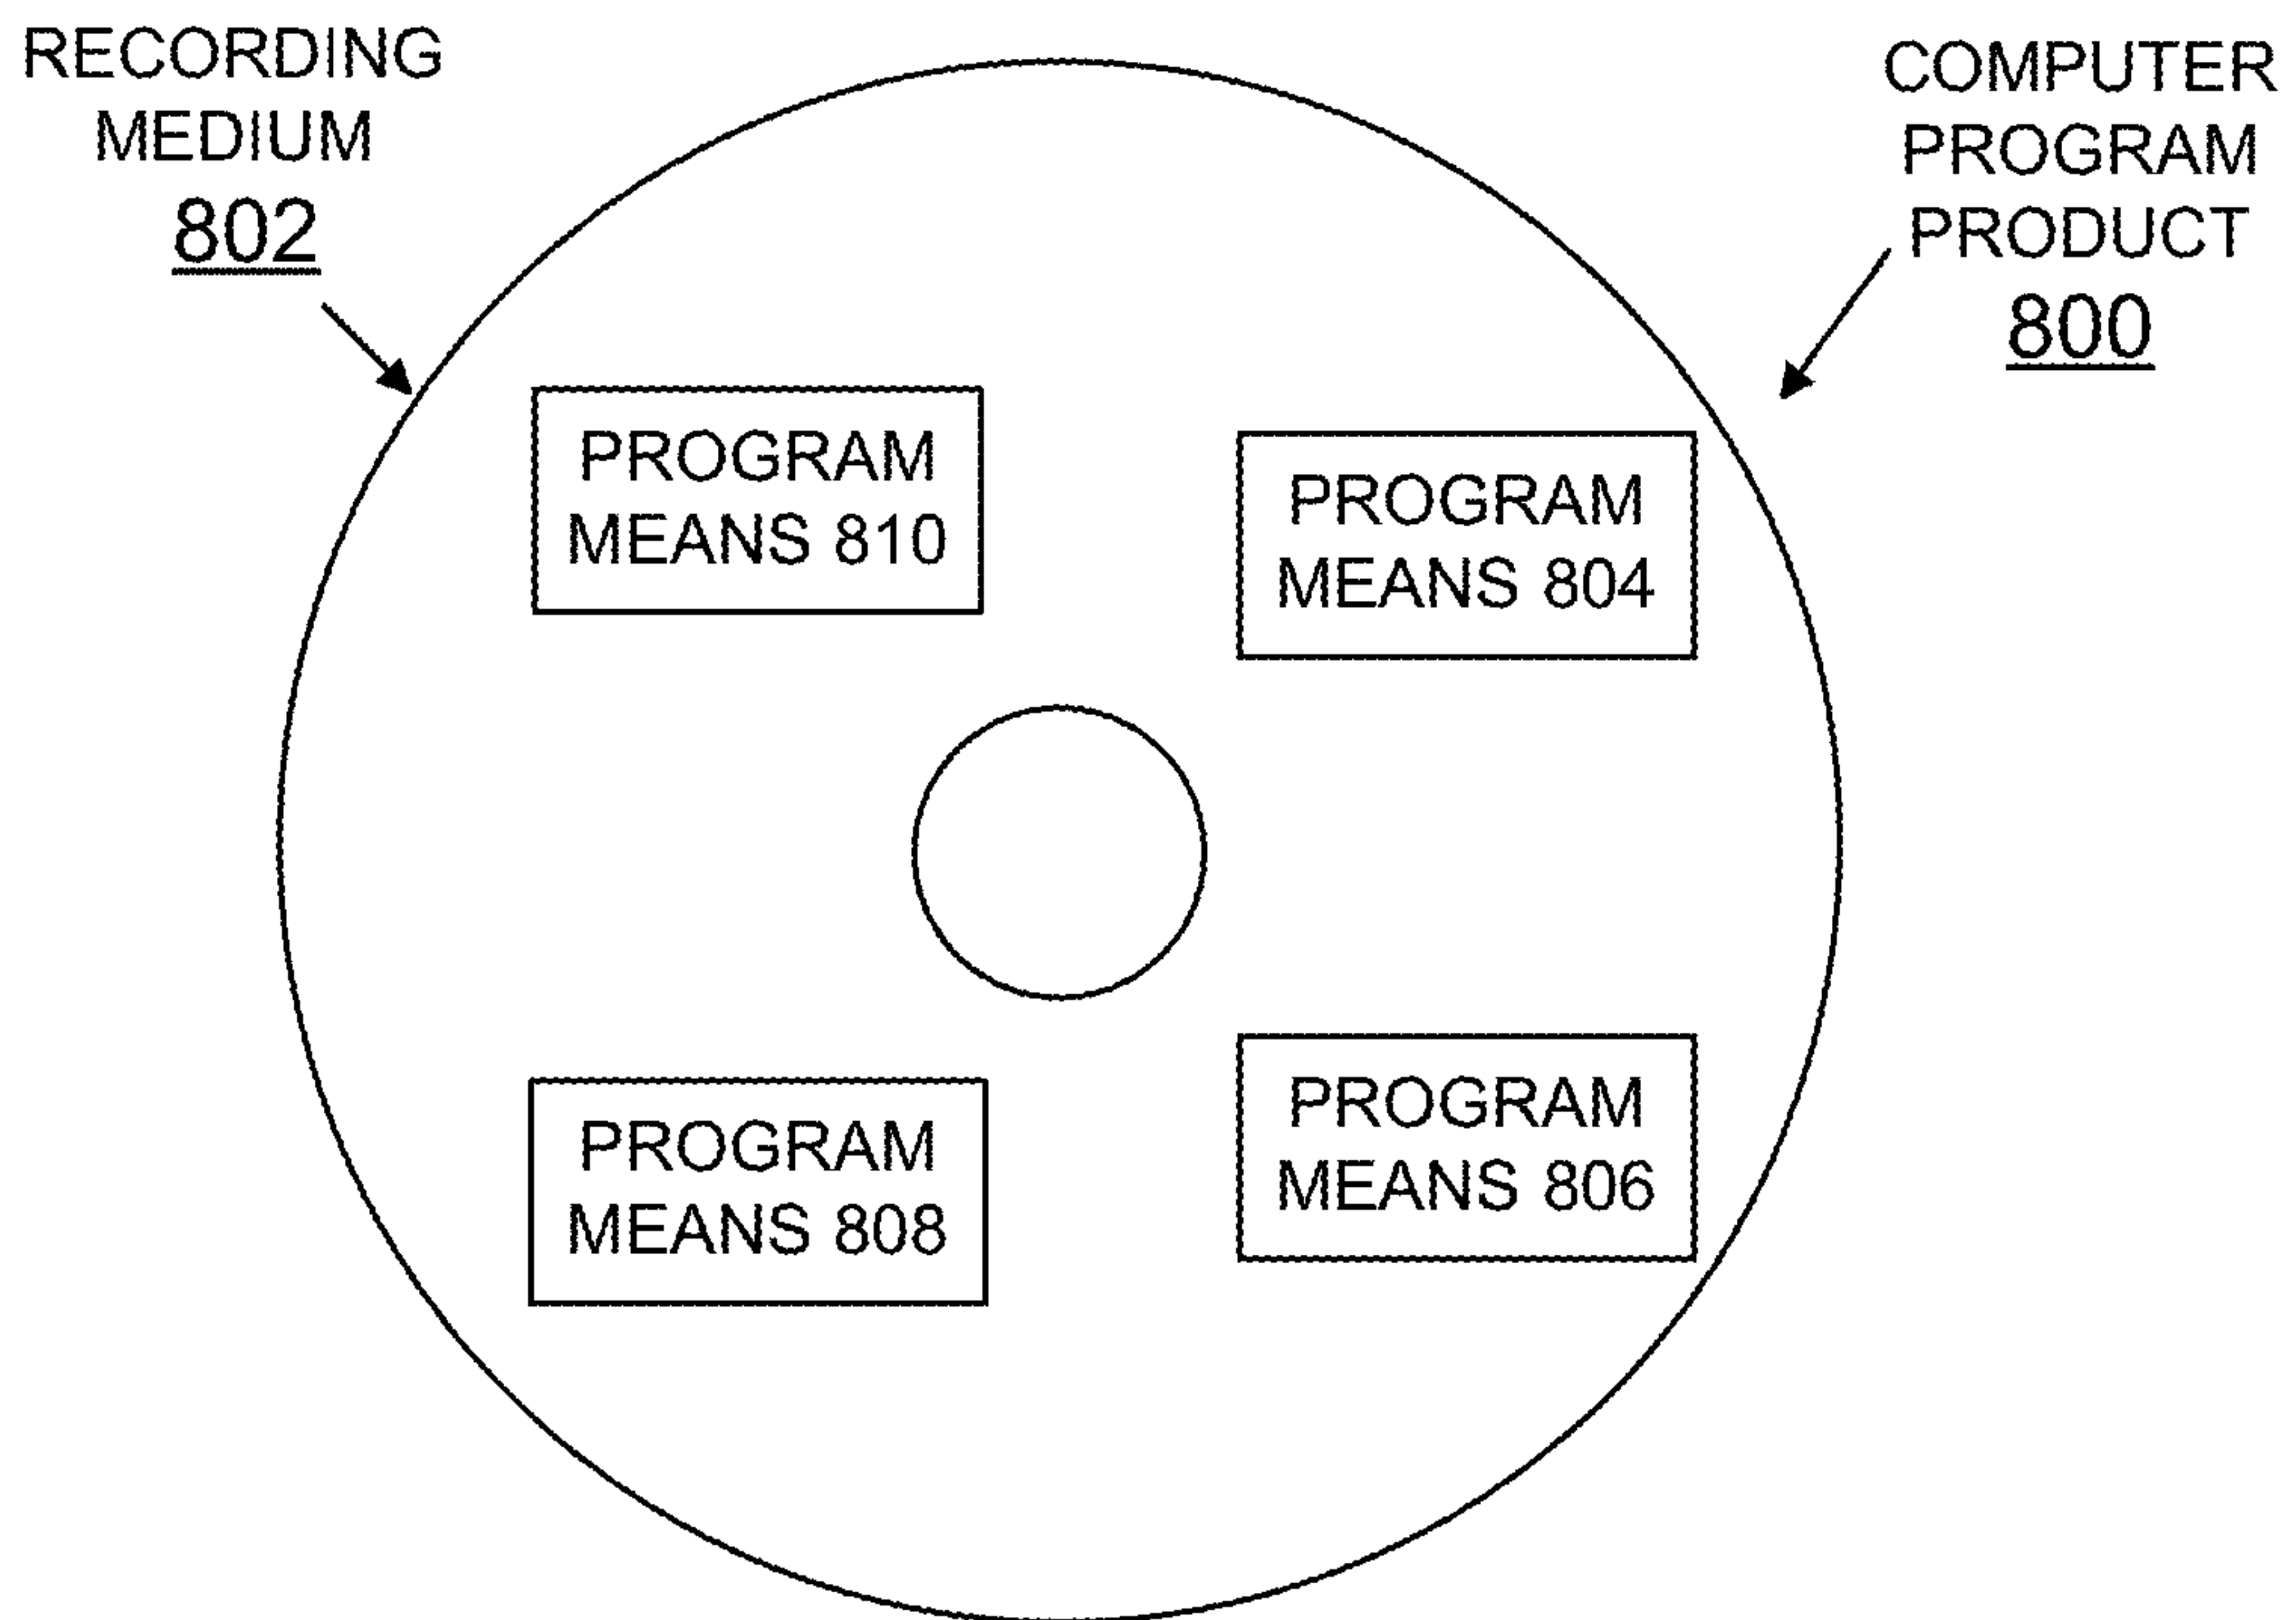 RECORDING
MEDIUM
802
COMPUTER
PROGRAM
PRODUCT
800
PROGRAM
MEANS 810
PROGRAM
MEANS 804
PROGRAM
MEANS 808
PROGRAM
MEANS 806